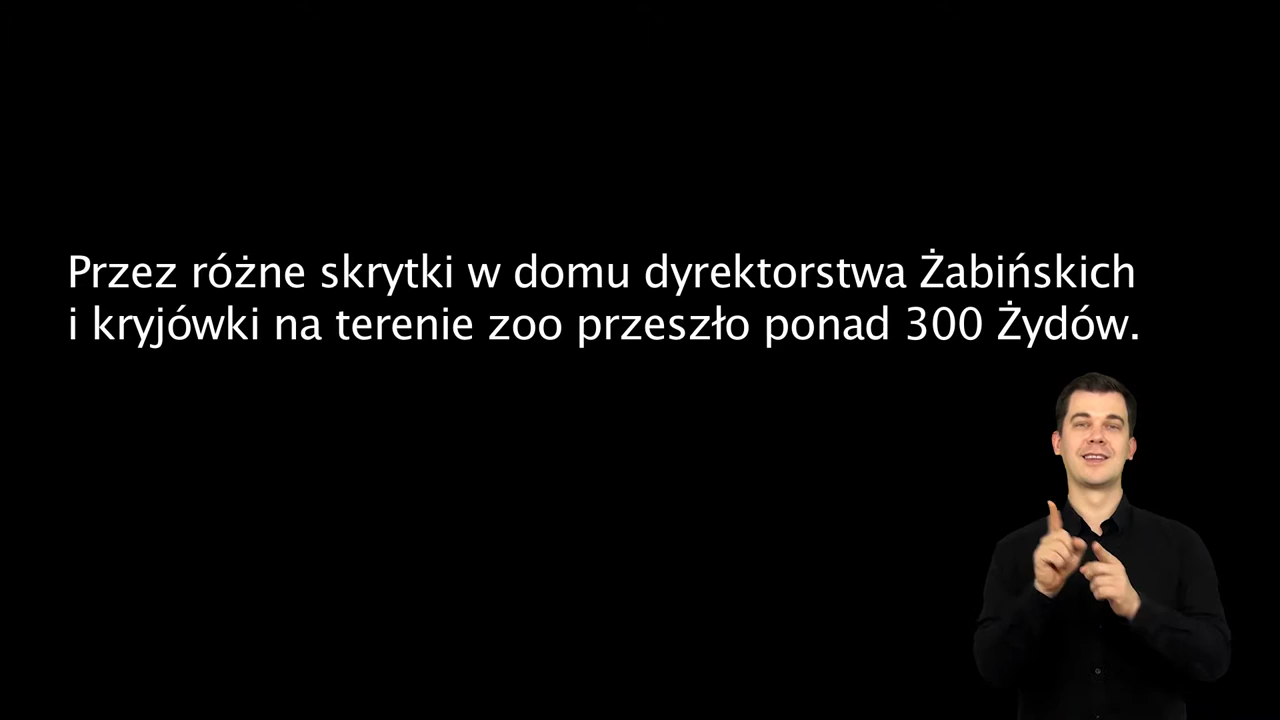 Przez różne skrytki w domu dyrektorstwa Żabińskich
i kryjówki na terenie zoo przeszło ponad 300 Żydów.